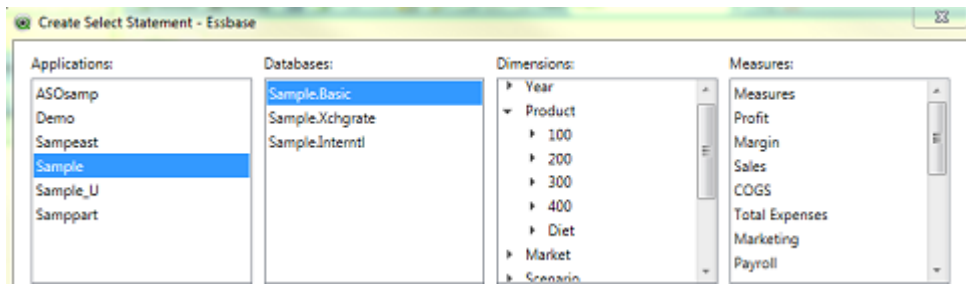 Create Select Statement - Essbase
Applications:
ASOsamp
Demo
Sampeast
Sample
Sample_U
Samppart
Databases:
Sample.Basic
Sample.Xchgrate
Sample.Interntl
Dimensions:
Year
Product
100
200
300
400
Diet
Market
Scenario
Measures:
Measures
Profit
Margin
Sales
COGS
Total Expenses
Marketing
Payroll